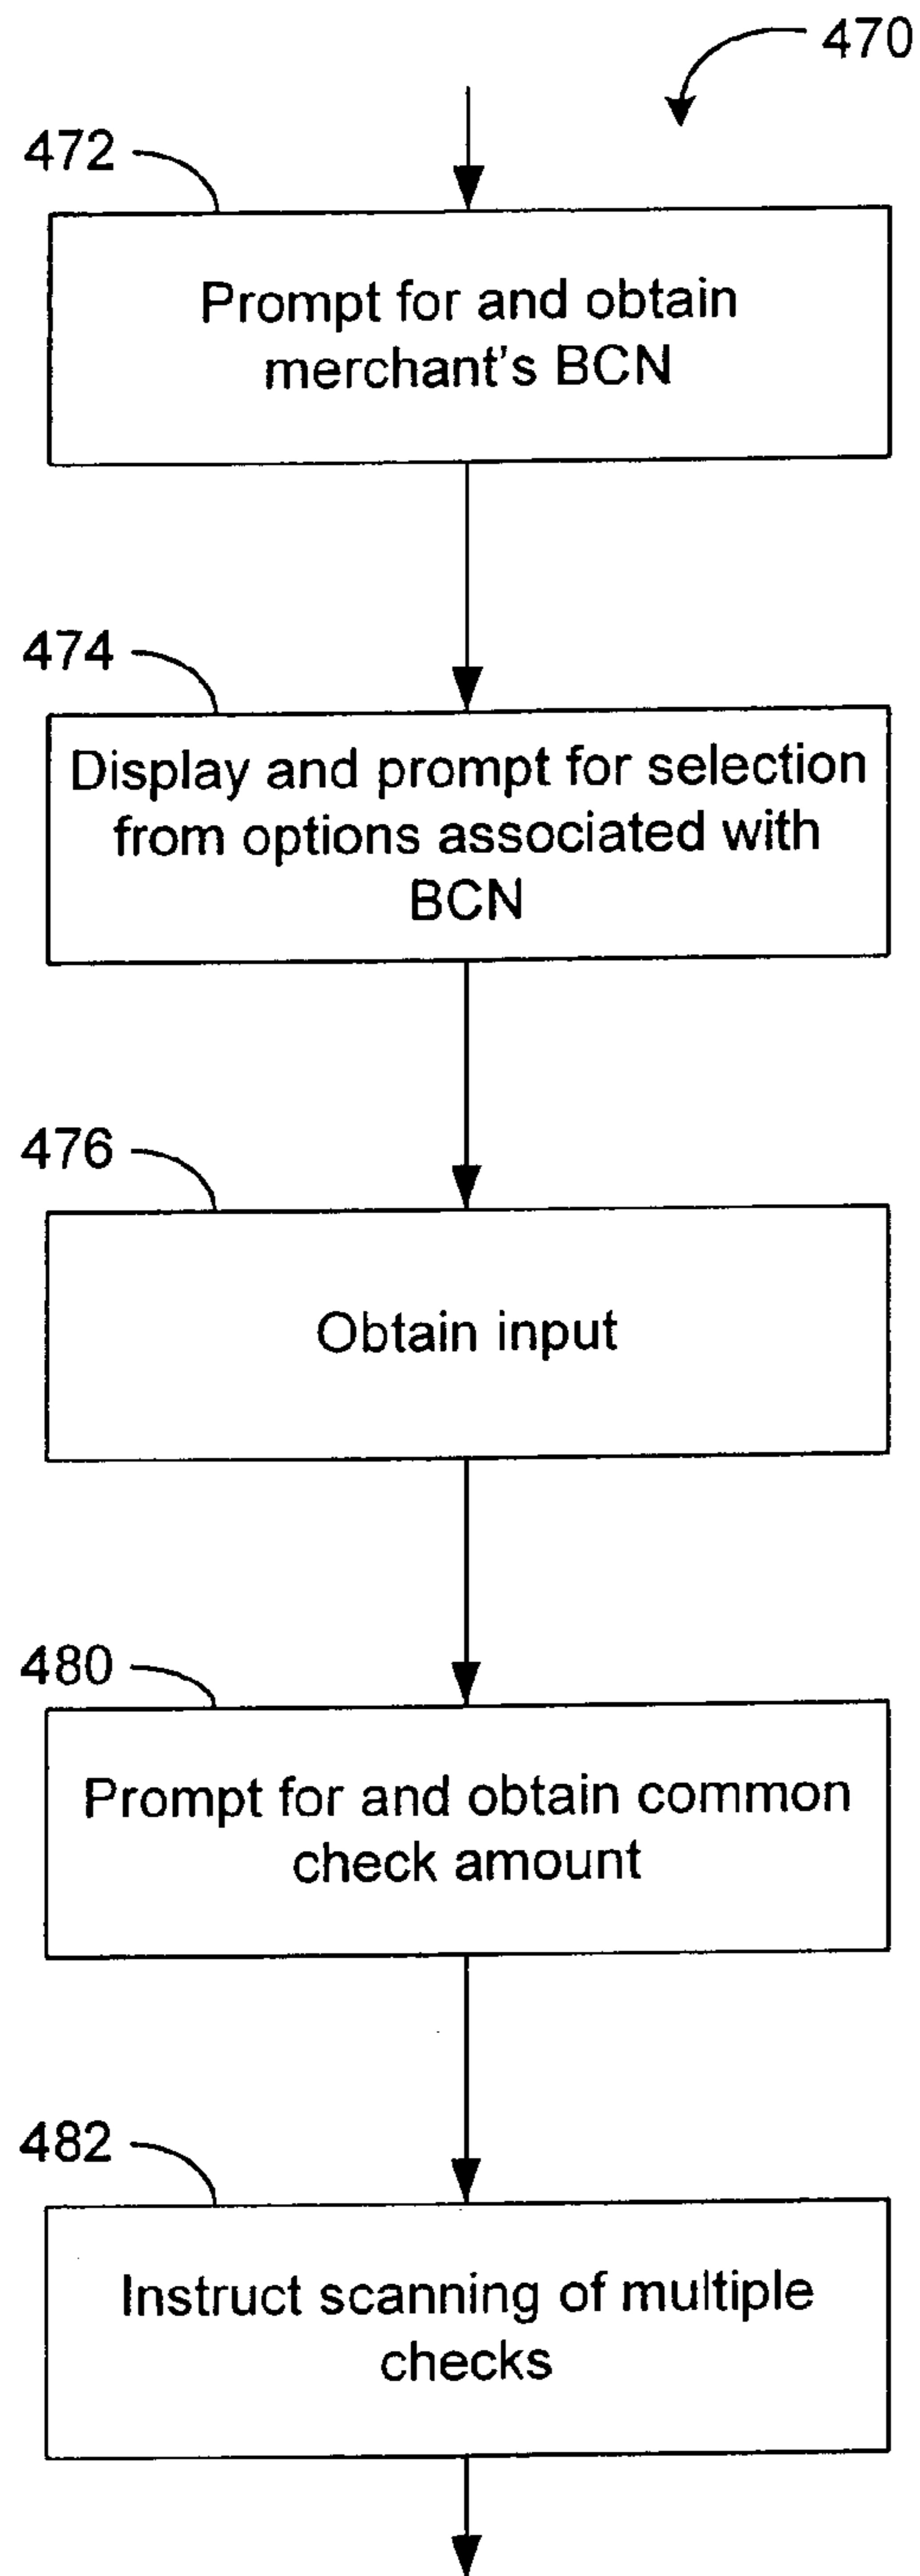 470
472
Prompt for and obtain
merchant's BCN
474
Display and prompt for selection
from options associated with
BCN
476
Obtain input
480
Prompt for and obtain common
check amount
482
Instruct scanning of multiple
checks